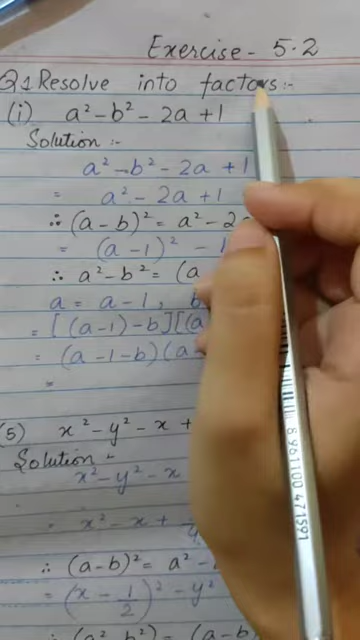 Exercise - 5.2
Q1 Resolve into factors:-
(i) a² - b² - 2a + 1
Solution :-
a² - b² - 2a + 1
= a² - 2a + 1
∴ (a - b)² = a² - 2
= (a - 1)² -
∴ a² - b² = (a
a = a - 1, b
= [(a - 1) - b][(a
= (a - 1 - b)(a
=
(5) x² - y² - x +
Solution :-
x² - y² - x
= x² - x +
∴ (a - b)² = a² -
= (x - 1/2)² - y²
∴ (a² - b²) = (a - b)
8961100 471591